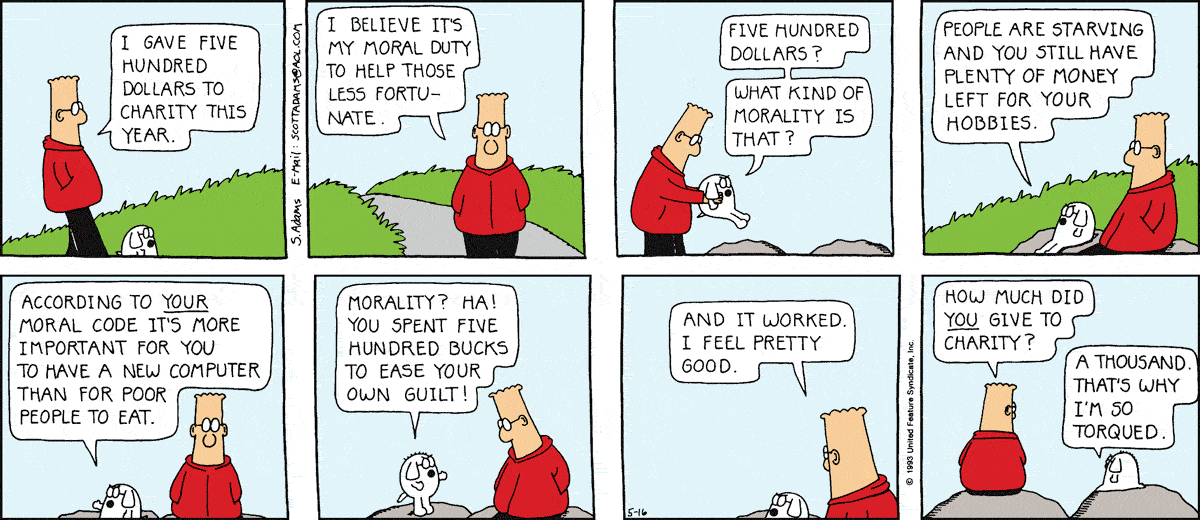 I GAVE FIVE
HUNDRED
DOLLARS TO
CHARITY THIS
YEAR.
S.Adams E-Mail: SCOTTADAMS@AOL.COM
I BELIEVE IT'S
MY MORAL DUTY
TO HELP THOSE
LESS FORTU-
NATE.
FIVE HUNDRED
DOLLARS?
WHAT KIND OF
MORALITY IS
THAT?
PEOPLE ARE STARVING
AND YOU STILL HAVE
PLENTY OF MONEY
LEFT FOR YOUR
HOBBIES.
ACCORDING TO YOUR
MORAL CODE IT'S MORE
IMPORTANT FOR YOU
TO HAVE A NEW COMPUTER
THAN FOR POOR
PEOPLE TO EAT.
MORALITY? HA!
YOU SPENT FIVE
HUNDRED BUCKS
TO EASE YOUR
OWN GUILT!
AND IT WORKED.
I FEEL PRETTY
GOOD.
5-16
© 1993 United Feature Syndicate, Inc.
HOW MUCH DID
YOU GIVE TO
CHARITY?
A THOUSAND.
THAT'S WHY
I'M SO
TORQUED.